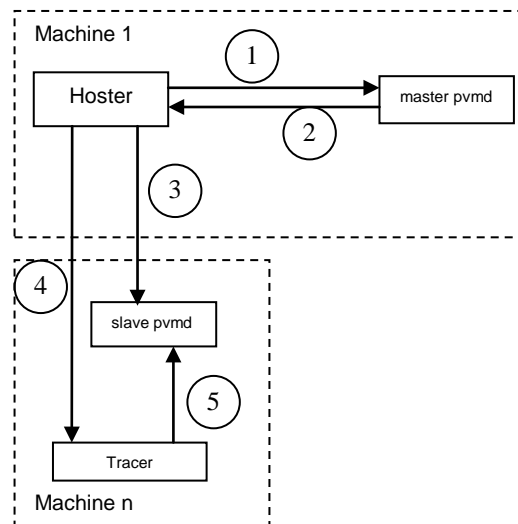 Machine 1
1
Hoster
master pvmd
2
3
4
slave pvmd
5
Tracer
Machine n